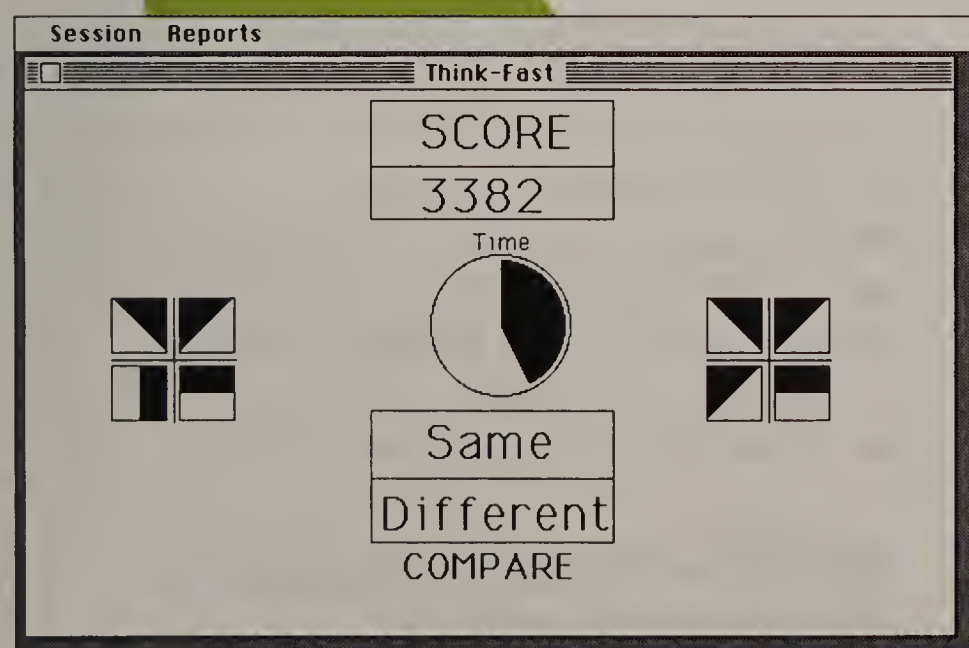 Session Reports
Think-Fast
SCORE
3382
Time
Same
Different
COMPARE